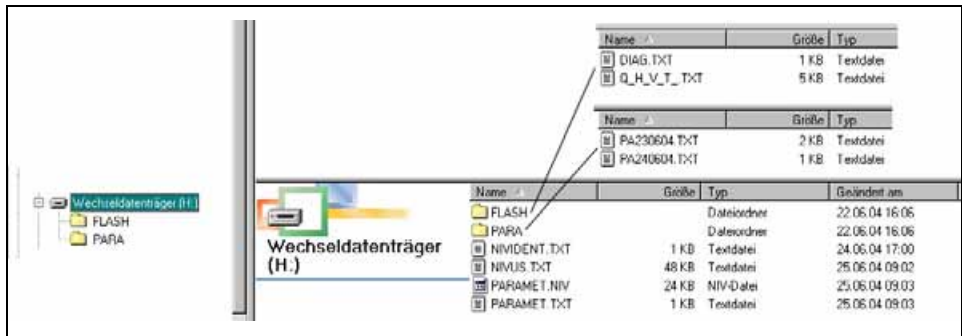 Name Größe Typ
DIAG.TXT 1 KB Textdatei
Q_H_V_T_.TXT 5 KB Textdatei
Name Größe Typ
PA230604.TXT 2 KB Textdatei
PA240604.TXT 1 KB Textdatei
Wechseldatenträger (H:)
FLASH
PARA
Wechseldatenträger
(H:)
Name Größe Typ Geändert am
FLASH Dateiordner 22.06.04 16:06
PARA Dateiordner 22.06.04 16:06
NIVIDENT.TXT 1 KB Textdatei 24.06.04 17:00
NIVUS.TXT 48 KB Textdatei 25.06.04 09:02
PARAMET.NIV 24 KB NIV-Datei 25.06.04 09:03
PARAMET.TXT 1 KB Textdatei 25.06.04 09:03